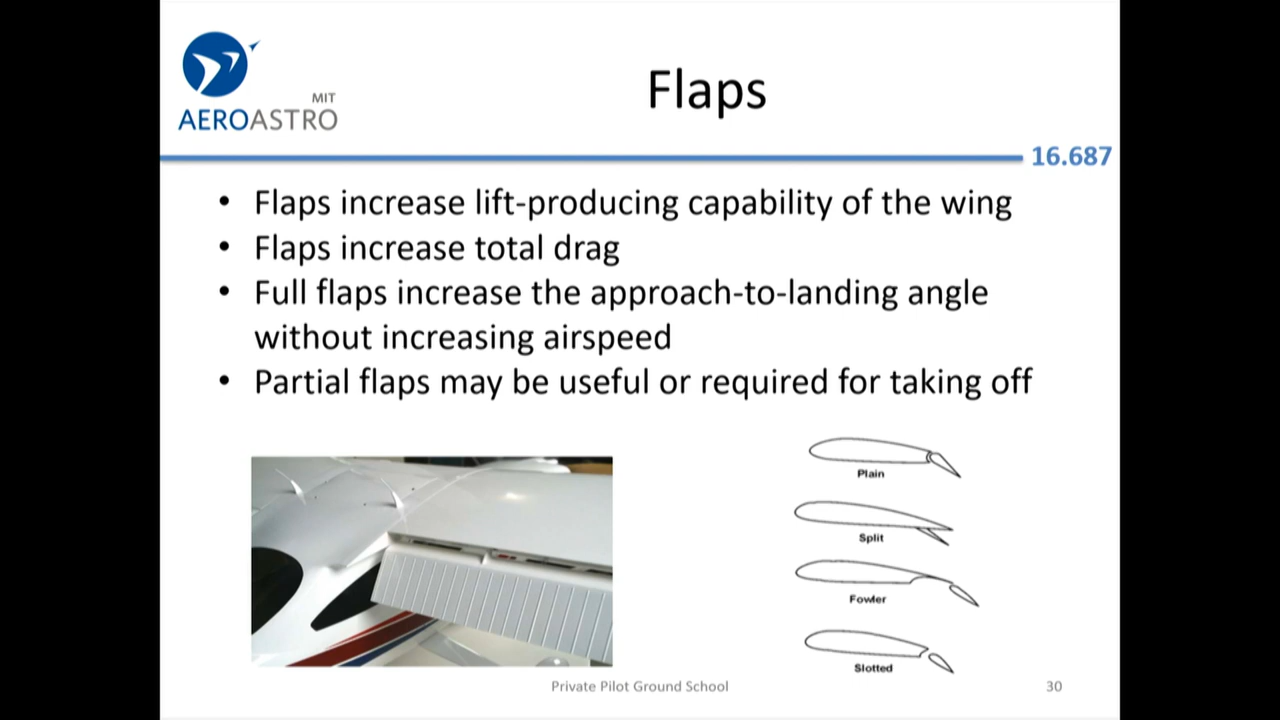 MIT
AEROASTRO
Flaps
16.687
• Flaps increase lift-producing capability of the wing
• Flaps increase total drag
• Full flaps increase the approach-to-landing angle
without increasing airspeed
• Partial flaps may be useful or required for taking off
Plain
Split
Fowler
Slotted
Private Pilot Ground School
30